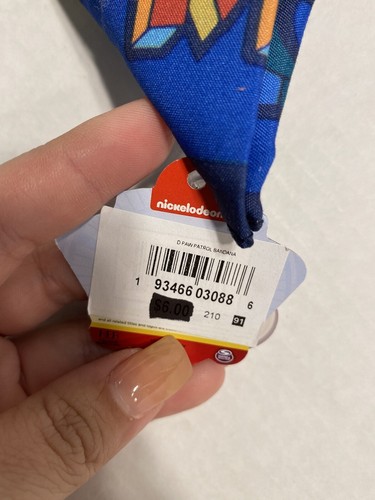 nickelodeon
D PAW PATROL BANDANA
1 93466 03088 6
$6.00 210 91